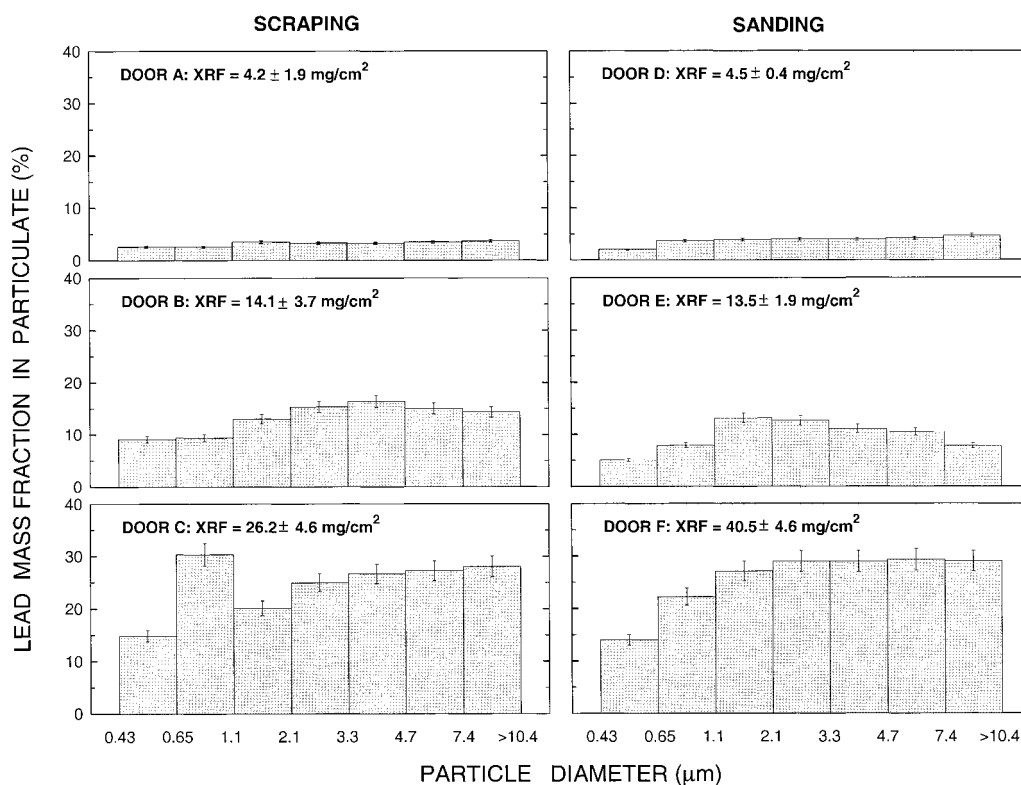 SCRAPING
SANDING
LEAD MASS FRACTION IN PARTICULATE (%)
40
30
20
10
0
DOOR A: XRF = 4.2 ± 1.9 mg/cm²
DOOR D: XRF = 4.5 ± 0.4 mg/cm²
40
30
20
10
0
DOOR B: XRF = 14.1 ± 3.7 mg/cm²
DOOR E: XRF = 13.5 ± 1.9 mg/cm²
40
30
20
10
0
DOOR C: XRF = 26.2 ± 4.6 mg/cm²
DOOR F: XRF = 40.5 ± 4.6 mg/cm²
0.43 0.65 1.1 2.1 3.3 4.7 7.4 >10.4
0.43 0.65 1.1 2.1 3.3 4.7 7.4 >10.4
PARTICLE DIAMETER (μm)